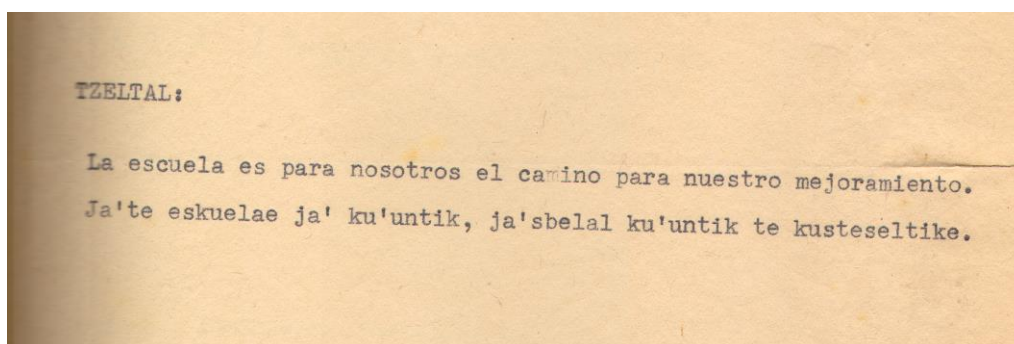 TZELTAL:
La escuela es para nosotros el camino para nuestro mejoramiento.
Ja'te eskuelae ja' ku'untik, ja'sbelal ku'untik te kusteseltike.